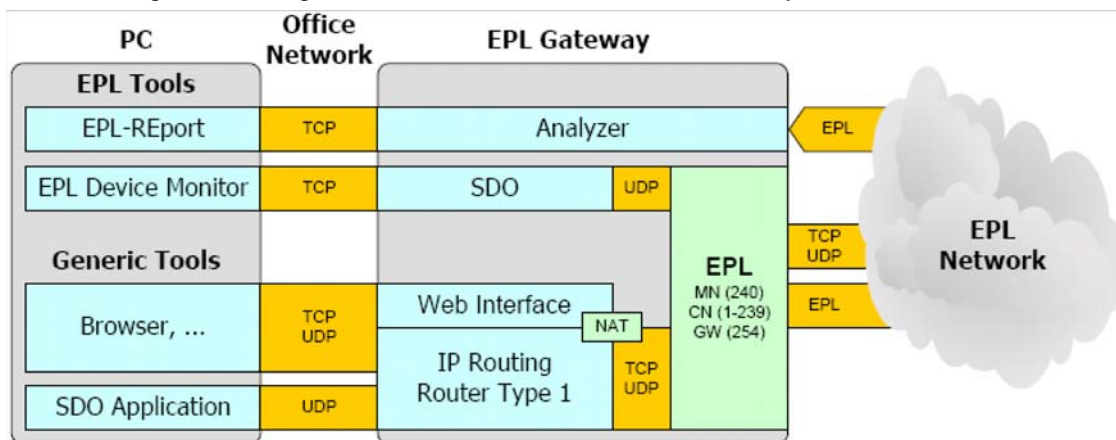 PC
Office
Network
EPL Gateway
EPL Tools
EPL-REport
TCP
Analyzer
EPL
EPL Device Monitor
TCP
SDO
UDP
Generic Tools
Browser, ...
TCP
UDP
Web Interface
NAT
IP Routing
Router Type 1
TCP
UDP
SDO Application
UDP
EPL
MN (240)
CN (1-239)
GW (254)
TCP
UDP
EPL
EPL
Network